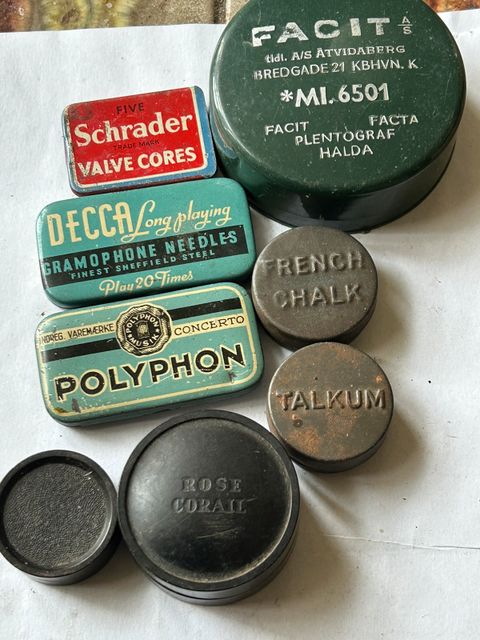 FACIT A/S
tidl. A/S ÅTVIDABERG
BREDGADE 21 KBHVN. K
*MI. 6501
FACIT FACTA
PLENTOGRAF
HALDA
FIVE
Schrader
TRADE MARK
VALVE CORES
DECCA Long playing
GRAMOPHONE NEEDLES
FINEST SHEFFIELD STEEL
Play 20 Times
FRENCH
CHALK
INDREG. VAREMÆRKE
POLYPHON
MUSIK
CONCERTO
POLYPHON
TALKUM
ROSE
CORAIL